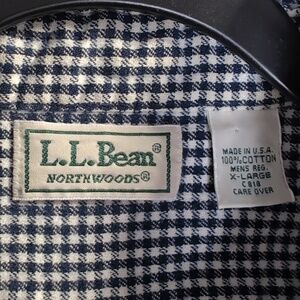 L.L.Bean®
NORTHWOODS®
MADE IN U.S.A.
100% COTTON
MENS REG.
X-LARGE
C818
CARE OVER